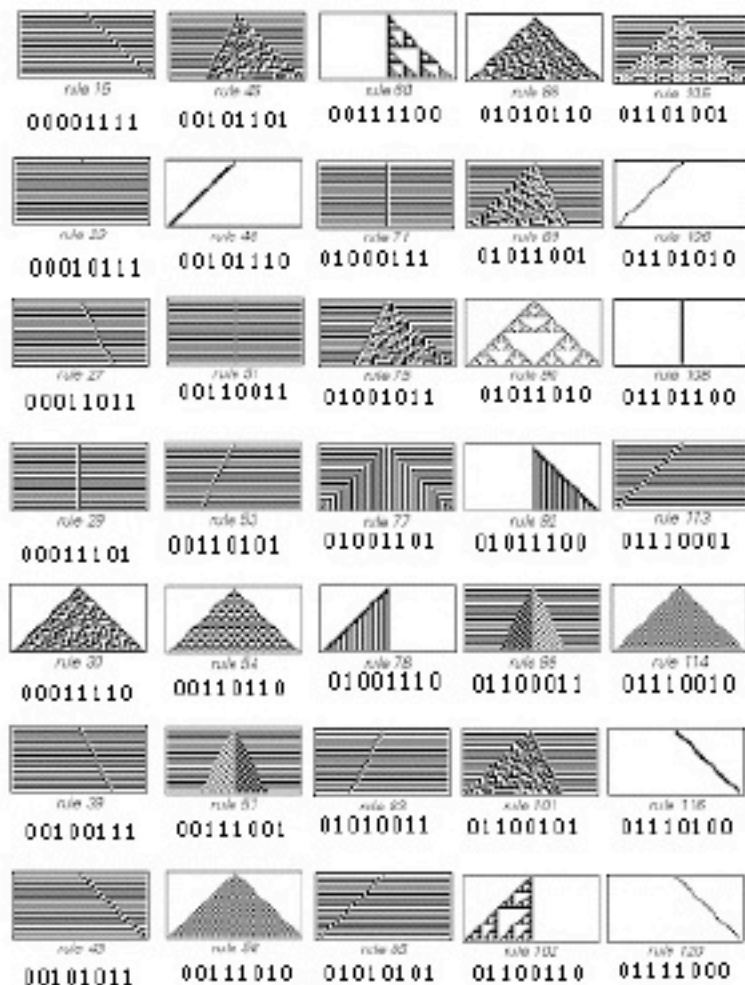 rule 15 rule 45 rule 60 rule 86 rule 105
00001111 00101101 00111100 01010110 01101001
rule 23 rule 46 rule 71 rule 89 rule 106
00010111 00101110 01000111 01011001 01101010
rule 27 rule 51 rule 75 rule 90 rule 108
00011011 00110011 01001011 01011010 01101100
rule 29 rule 53 rule 77 rule 92 rule 113
00011101 00110101 01001101 01011100 01110001
rule 30 rule 54 rule 78 rule 99 rule 114
00011110 00110110 01001110 01100011 01110010
rule 39 rule 57 rule 83 rule 101 rule 116
00100111 00111001 01010011 01100101 01110100
rule 43 rule 58 rule 85 rule 102 rule 120
00101011 00111010 01010101 01100110 01111000